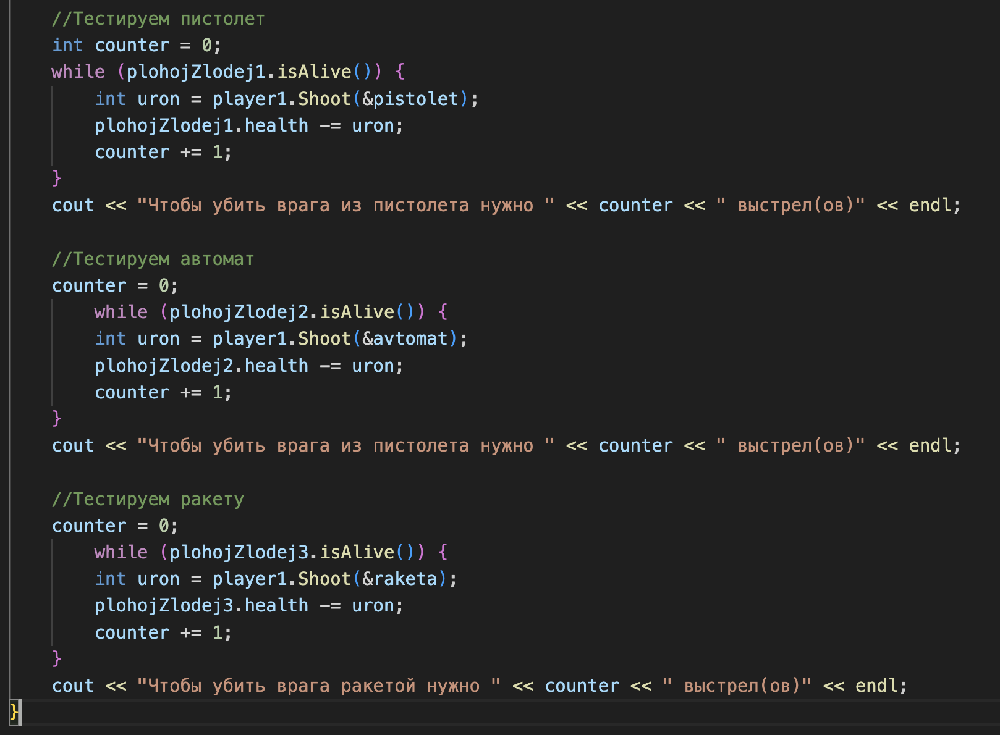 //Тестируем пистолет
int counter = 0;
while (plohojZlodej1.isAlive()) {
    int uron = player1.Shoot(&pistolet);
    plohojZlodej1.health -= uron;
    counter += 1;
}
cout << "Чтобы убить врага из пистолета нужно " << counter << " выстрел(ов)" << endl;

//Тестируем автомат
counter = 0;
    while (plohojZlodej2.isAlive()) {
    int uron = player1.Shoot(&avtomat);
    plohojZlodej2.health -= uron;
    counter += 1;
}
cout << "Чтобы убить врага из пистолета нужно " << counter << " выстрел(ов)" << endl;

//Тестируем ракету
counter = 0;
    while (plohojZlodej3.isAlive()) {
    int uron = player1.Shoot(&raketa);
    plohojZlodej3.health -= uron;
    counter += 1;
}
cout << "Чтобы убить врага ракетой нужно " << counter << " выстрел(ов)" << endl;
}